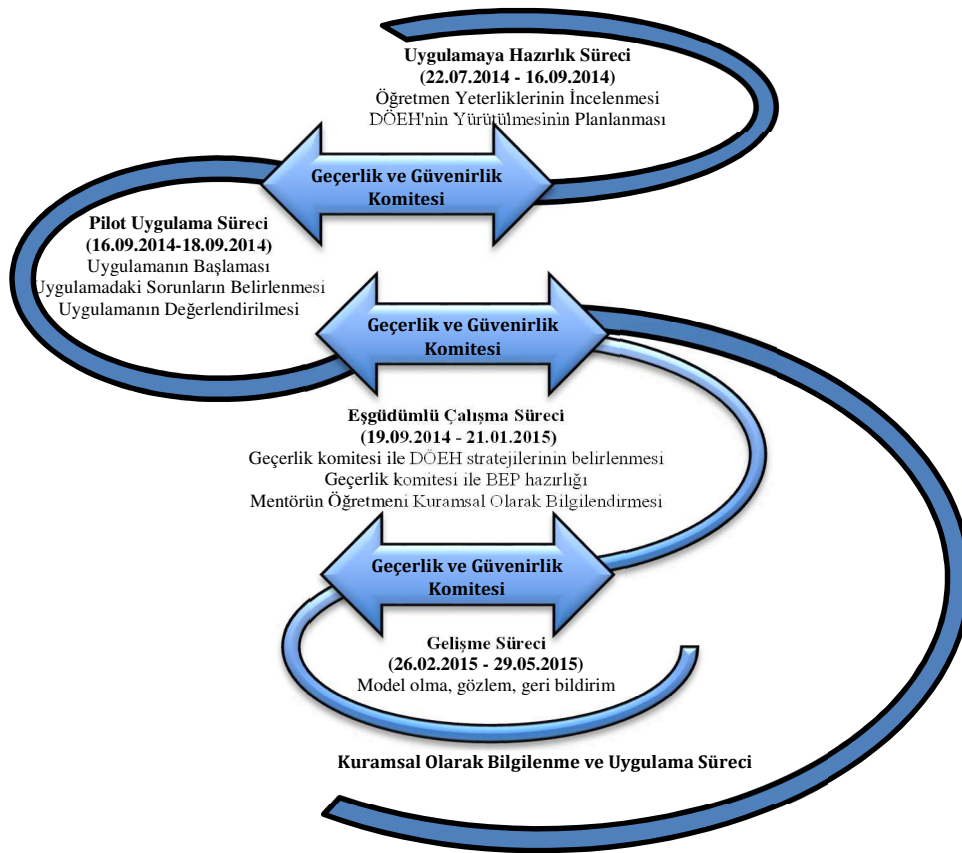 Uygulamaya Hazırlık Süreci
(22.07.2014 - 16.09.2014)
Öğretmen Yeterliklerinin İncelenmesi
DÖEH'nin Yürütülmesinin Planlanması
Geçerlik ve Güvenirlik
Komitesi
Pilot Uygulama Süreci
(16.09.2014-18.09.2014)
Uygulamanın Başlaması
Uygulamadaki Sorunların Belirlenmesi
Uygulamanın Değerlendirilmesi
Geçerlik ve Güvenirlik
Komitesi
Eşgüdümlü Çalışma Süreci
(19.09.2014 - 21.01.2015)
Geçerlik komitesi ile DÖEH stratejilerinin belirlenmesi
Geçerlik komitesi ile BEP hazırlığı
Mentörün Öğretmeni Kuramsal Olarak Bilgilendirmesi
Geçerlik ve Güvenirlik
Komitesi
Gelişme Süreci
(26.02.2015 - 29.05.2015)
Model olma, gözlem, geri bildirim
Kuramsal Olarak Bilgilenme ve Uygulama Süreci